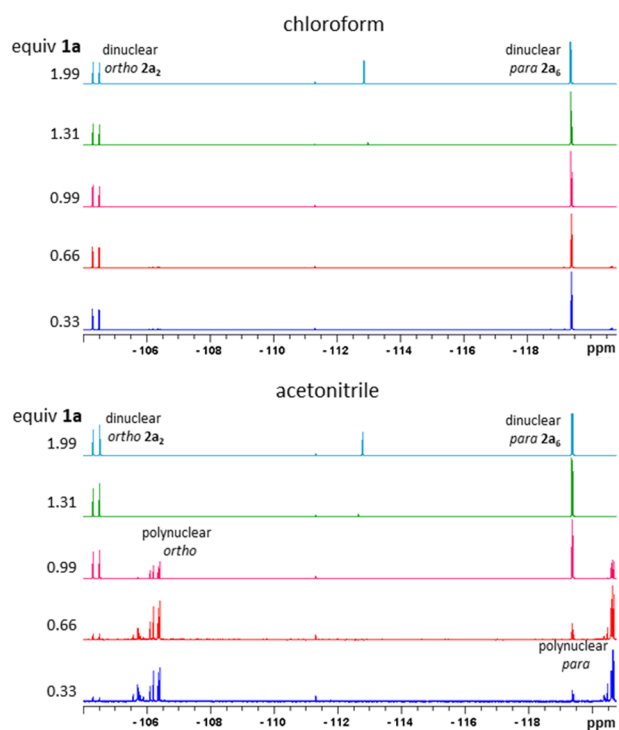 chloroform
equiv 1a
dinuclear
ortho 2a₂
dinuclear
para 2a₆
1.99
1.31
0.99
0.66
0.33
-106 -108 -110 -112 -114 -116 -118 ppm
acetonitrile
equiv 1a
dinuclear
ortho 2a₂
dinuclear
para 2a₆
1.99
1.31
polynuclear
ortho
0.99
0.66
polynuclear
para
0.33
-106 -108 -110 -112 -114 -116 -118 ppm